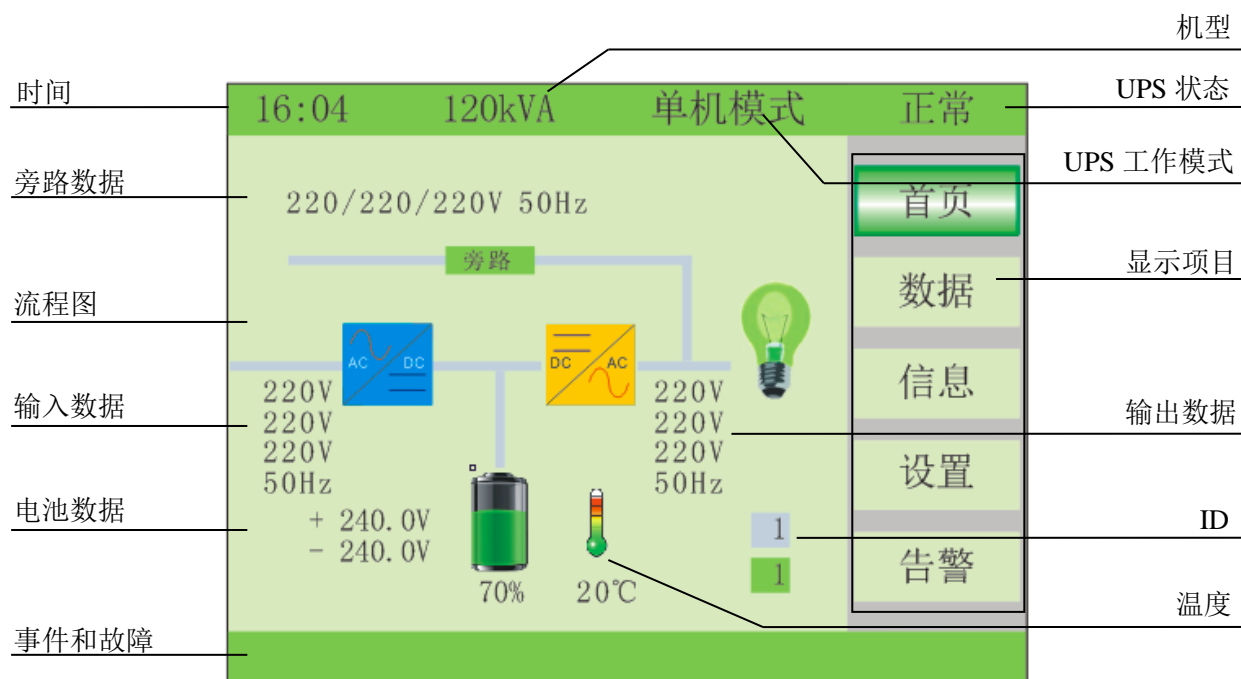 机型
时间
UPS 状态
16:04 120kVA 单机模式 正常
UPS 工作模式
旁路数据
220/220/220V 50Hz
首页
旁路
显示项目
数据
流程图
AC DC
DC AC
信息
输入数据
220V
220V
220V
50Hz
220V
220V
220V
50Hz
输出数据
设置
电池数据
+ 240.0V
- 240.0V
1
ID
告警
1
70%
20℃
温度
事件和故障